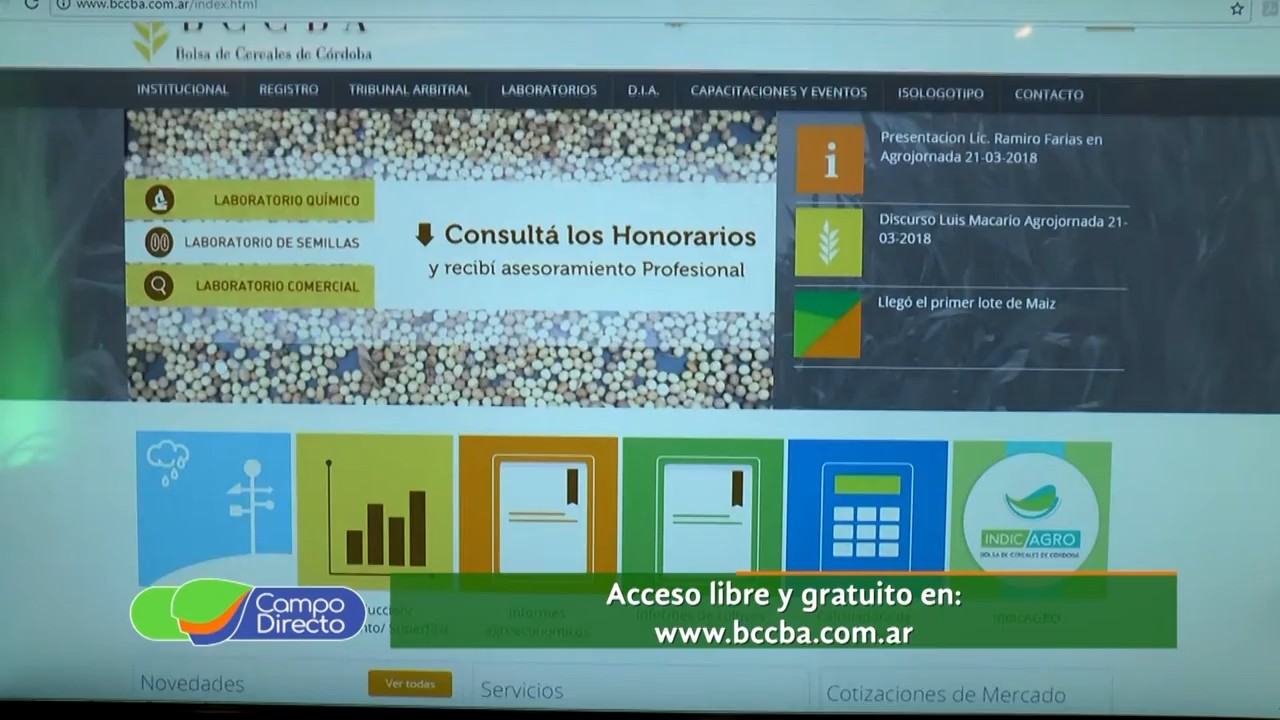 www.bccba.com.ar/index.html
BCCBA
Bolsa de Cereales de Córdoba
INSTITUCIONAL
REGISTRO
TRIBUNAL ARBITRAL
LABORATORIOS
D.I.A.
CAPACITACIONES Y EVENTOS
ISOLOGOTIPO
CONTACTO
LABORATORIO QUÍMICO
LABORATORIO DE SEMILLAS
LABORATORIO COMERCIAL
Consultá los Honorarios
y recibí asesoramiento Profesional
i
Presentacion Lic. Ramiro Farias en
Agrojornada 21-03-2018
Discurso Luis Macario Agrojornada 21-
03-2018
Llegó el primer lote de Maiz
INDICAGRO
BOLSA DE CEREALES DE CÓRDOBA
Informes
agroeconómicos
Campo
Directo
Acceso libre y gratuito en:
www.bccba.com.ar
Novedades
Ver todas
Servicios
Cotizaciones de Mercado